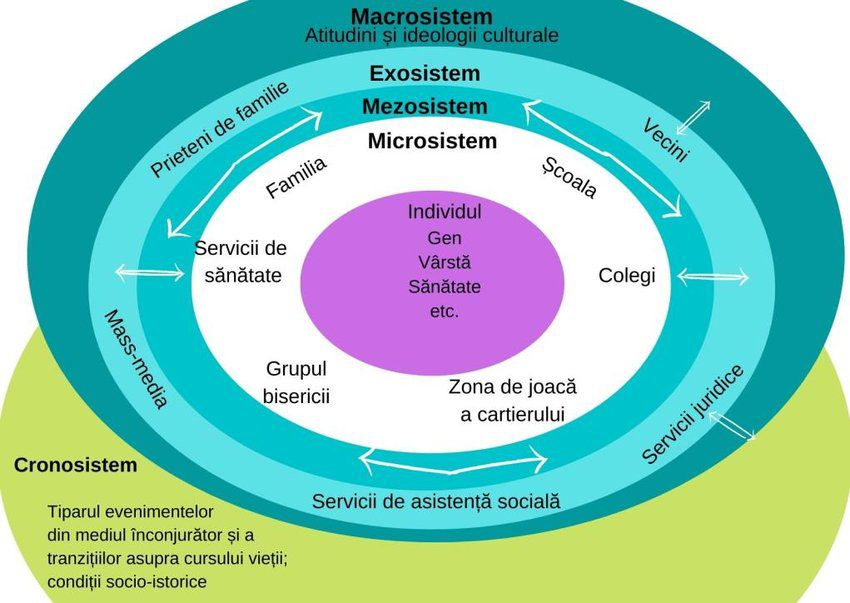 Macrosistem
Atitudini și ideologii culturale
Exosistem
Mezosistem
Microsistem
Prieteni de familie
Vecini
Familia
Școala
Individul
Gen
Vârstă
Sănătate
etc.
Servicii de
sănătate
Colegi
Mass-media
Grupul
bisericii
Zona de joacă
a cartierului
Servicii juridice
Servicii de asistență socială
Cronosistem
Tiparul evenimentelor
din mediul înconjurător și a
tranzițiilor asupra cursului vieții;
condiții socio-istorice